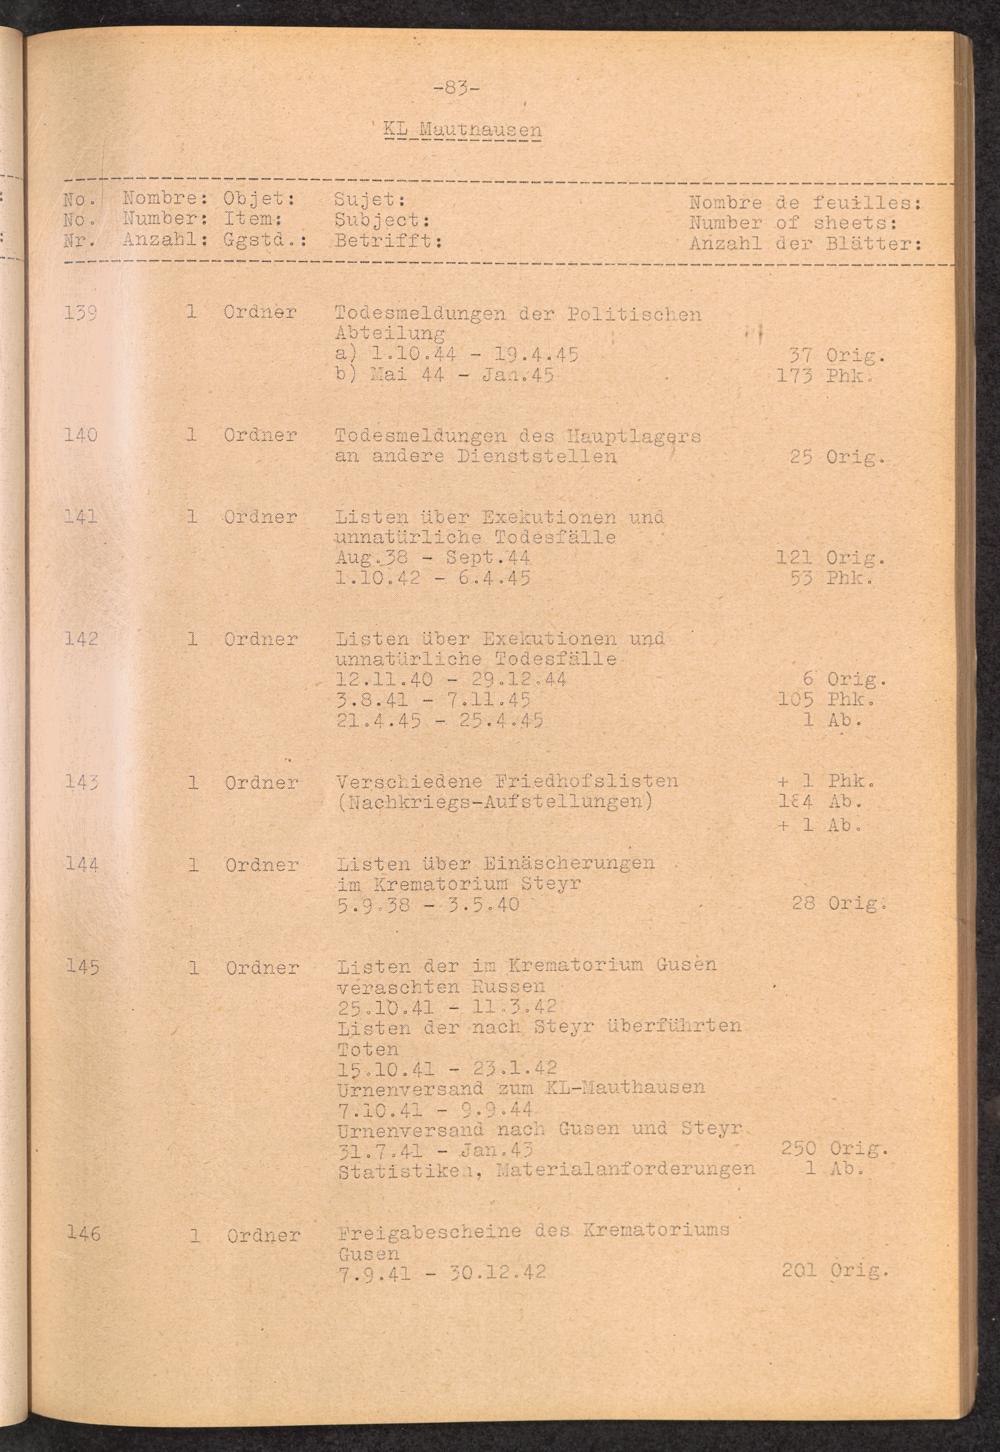 -83-
KL Mauthausen
No. Nombre: Objet: Sujet: Nombre de feuilles:
No. Number: Item: Subject: Number of sheets:
Nr. Anzahl: Ggstd.: Betrifft: Anzahl der Blätter:
139 1 Ordner Todesmeldungen der Politischen
Abteilung
a) 1.10.44 - 19.4.45 37 Orig.
b) Mai 44 - Jan.45 173 Phk.
140 1 Ordner Todesmeldungen des Hauptlagers
an andere Dienststellen 25 Orig.
141 1 Ordner Listen über Exekutionen und
unnatürliche Todesfälle
Aug.38 - Sept.44 121 Orig.
1.10.42 - 6.4.45 53 Phk.
142 1 Ordner Listen über Exekutionen und
unnatürliche Todesfälle
12.11.40 - 29.12.44 6 Orig.
3.8.41 - 7.11.45 105 Phk.
21.4.45 - 25.4.45 1 Ab.
143 1 Ordner Verschiedene Friedhofslisten + 1 Phk.
(Nachkriegs-Aufstellungen) 184 Ab.
+ 1 Ab.
144 1 Ordner Listen über Einäscherungen
im Krematorium Steyr
5.9.38 - 3.5.40 28 Orig.
145 1 Ordner Listen der im Krematorium Gusen
veraschten Russen
25.10.41 - 11.3.42
Listen der nach Steyr überführten
Toten
15.10.41 - 23.1.42
Urnenversand zum KL-Mauthausen
7.10.41 - 9.9.44
Urnenversand nach Gusen und Steyr
31.7.41 - Jan.43 250 Orig.
Statistiken, Materialanforderungen 1 Ab.
146 1 Ordner Freigabescheine des Krematoriums
Gusen
7.9.41 - 30.12.42 201 Orig.